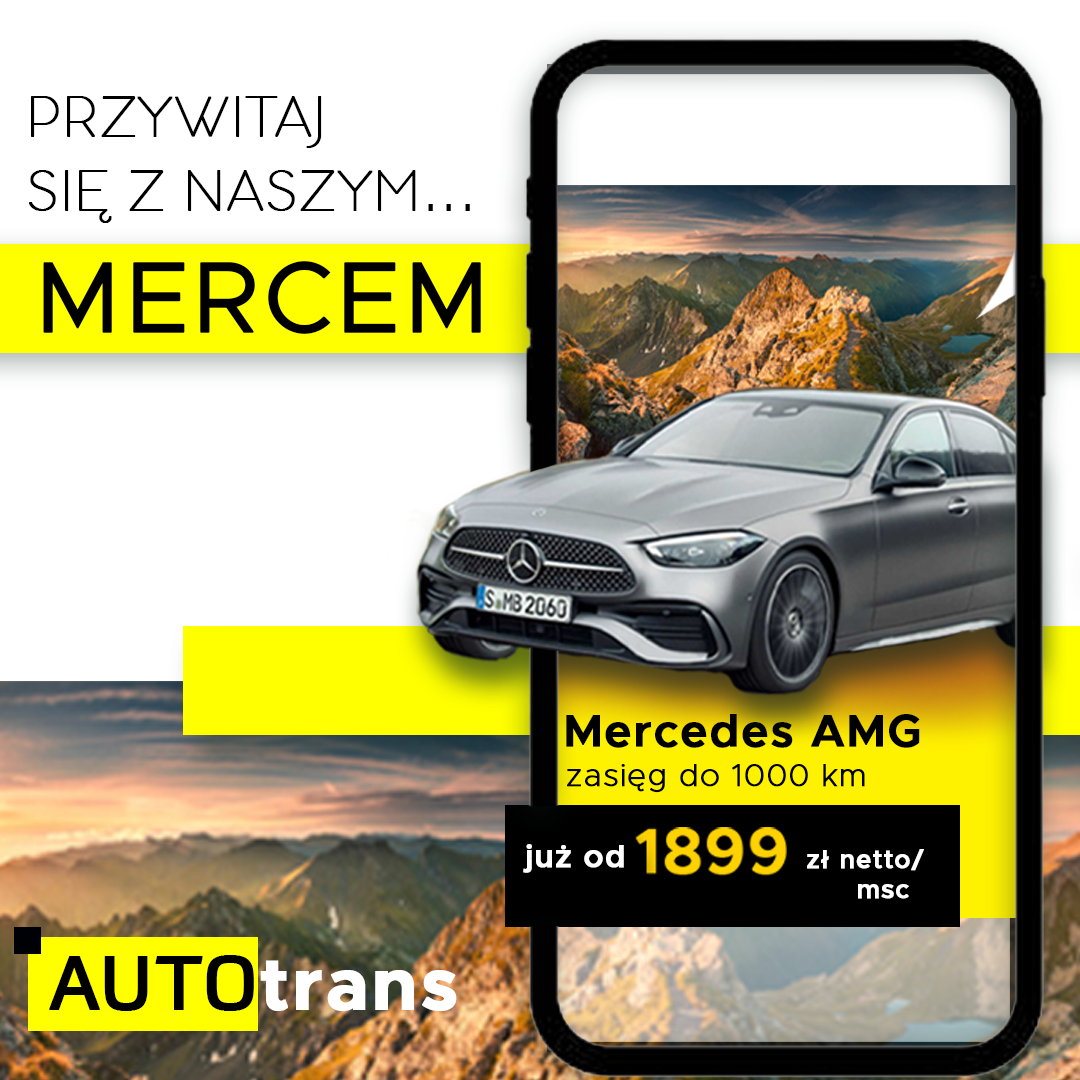 PRZYWITAJ
SIĘ Z NASZYM...
MERCEM
S MB 2060
Mercedes AMG
zasięg do 1000 km
już od 1899 zł netto/
msc
AUTOtrans